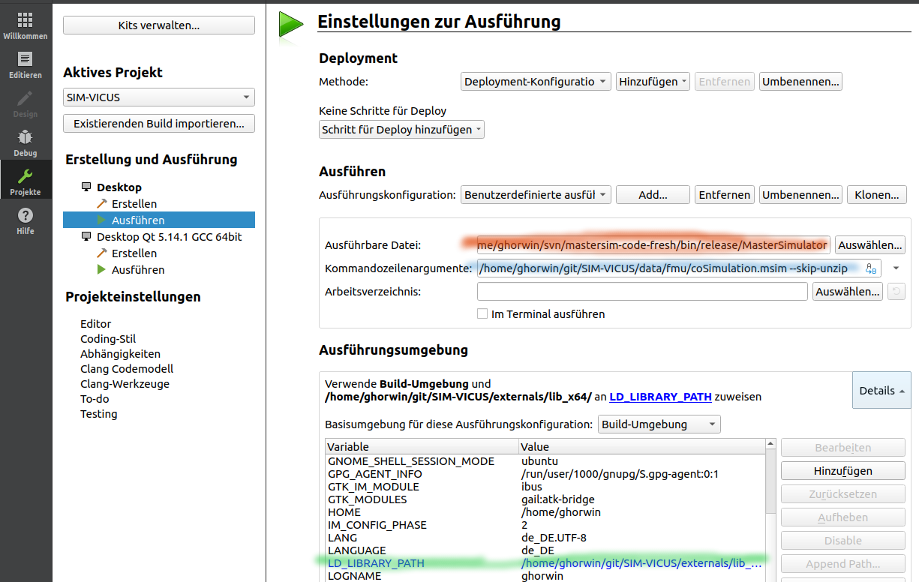 Willkommen
Editieren
Design
Debug
Projekte
Hilfe
Kits verwalten...
Aktives Projekt
SIM-VICUS
Existierenden Build importieren...
Erstellung und Ausführung
Desktop
Erstellen
Ausführen
Desktop Qt 5.14.1 GCC 64bit
Erstellen
Ausführen
Projekteinstellungen
Editor
Coding-Stil
Abhängigkeiten
Clang Codemodell
Clang-Werkzeuge
To-do
Testing
Einstellungen zur Ausführung
Deployment
Methode: Deployment-Konfiguratio Hinzufügen Entfernen Umbenennen...
Keine Schritte für Deploy
Schritt für Deploy hinzufügen
Ausführen
Ausführungskonfiguration: Benutzerdefinierte ausfül Add... Entfernen Umbenennen... Klonen...
Ausführbare Datei: me/ghorwin/svn/mastersim-code-fresh/bin/release/MasterSimulator Auswählen...
Kommandozeilenargumente: /home/ghorwin/git/SIM-VICUS/data/fmu/coSimulation.msim --skip-unzip
Arbeitsverzeichnis: Auswählen...
Im Terminal ausführen
Ausführungsumgebung
Verwende Build-Umgebung und
/home/ghorwin/git/SIM-VICUS/externals/lib_x64/ an LD_LIBRARY_PATH zuweisen
Details
Basisumgebung für diese Ausführungskonfiguration: Build-Umgebung
Variable Value
GNOME_SHELL_SESSION_MODE ubuntu
GPG_AGENT_INFO /run/user/1000/gnupg/S.gpg-agent:0:1
GTK_IM_MODULE ibus
GTK_MODULES gail:atk-bridge
HOME /home/ghorwin
IM_CONFIG_PHASE 2
LANG de_DE.UTF-8
LANGUAGE de_DE
LD_LIBRARY_PATH /home/ghorwin/git/SIM-VICUS/externals/lib_...
LOGNAME ghorwin
Bearbeiten
Hinzufügen
Zurücksetzen
Aufheben
Disable
Append Path...